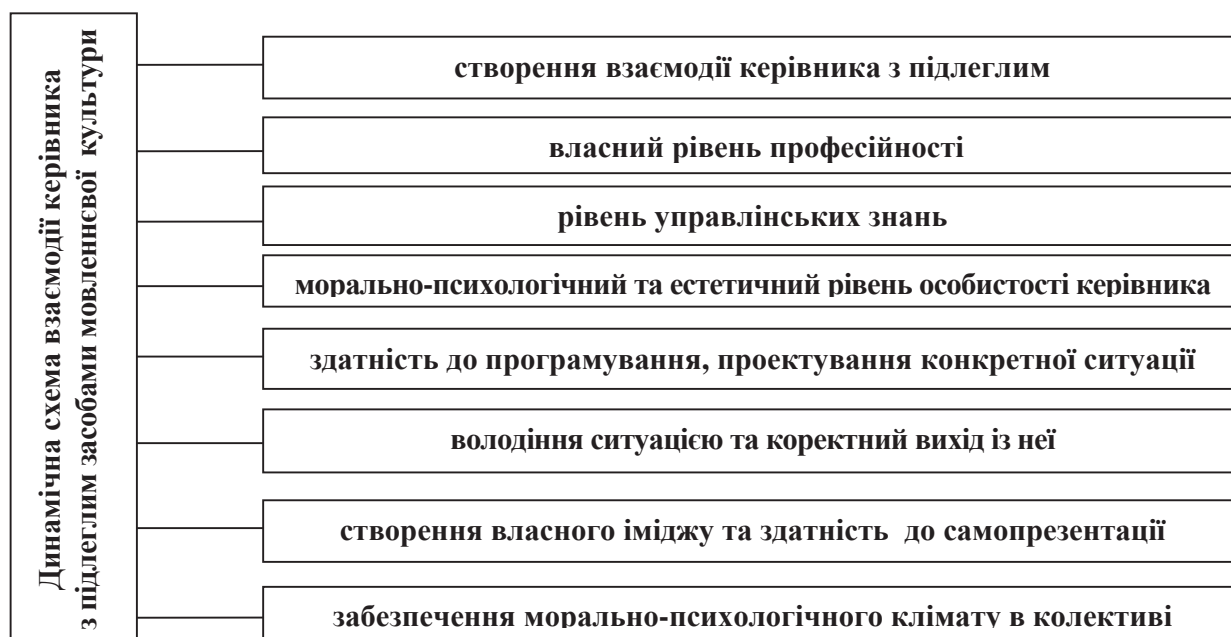 Динамічна схема взаємодії керівника
з підлеглим засобами мовленнєвої культури
створення взаємодії керівника з підлеглим
власний рівень професійності
рівень управлінських знань
морально-психологічний та естетичний рівень особистості керівника
здатність до програмування, проектування конкретної ситуації
володіння ситуацією та коректний вихід із неї
створення власного іміджу та здатність до самопрезентації
забезпечення морально-психологічного клімату в колективі